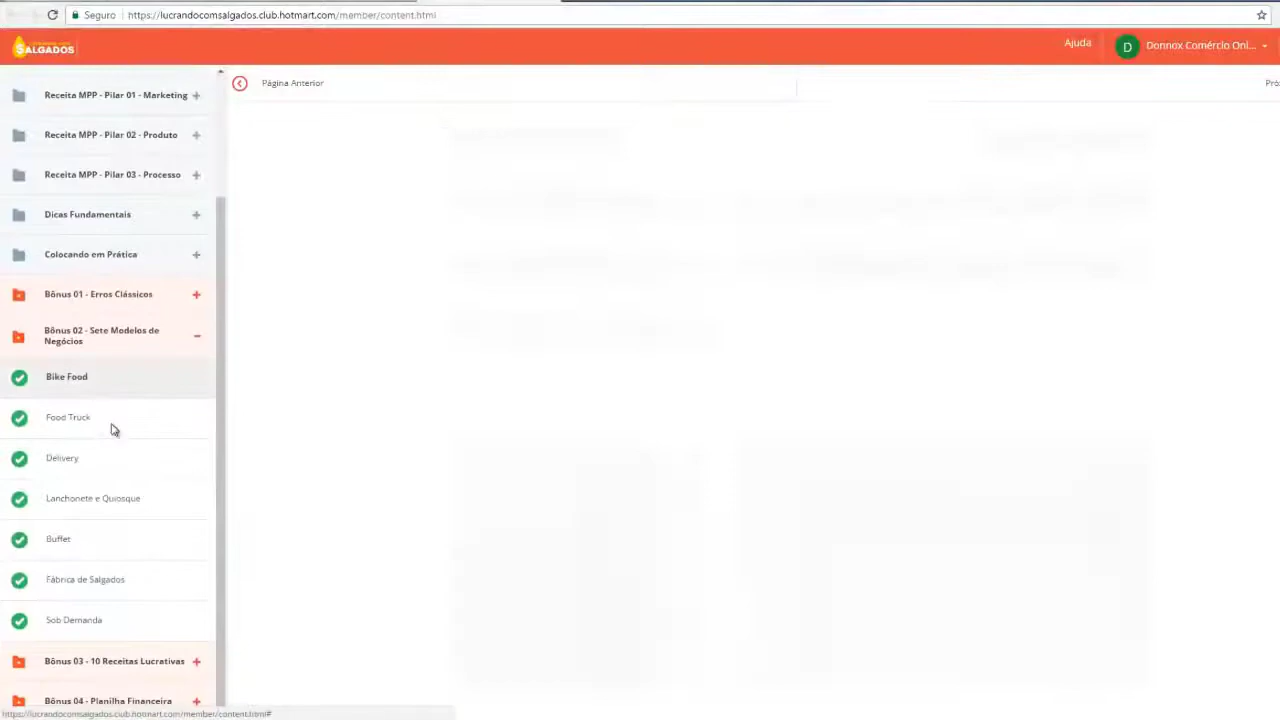 Seguro
https://lucrandocomsalgados.club.hotmart.com/member/content.html
SALGADOS
Ajuda
D
Donnox Comércio Onl...
Página Anterior
Pró
Receita MPP - Pilar 01 - Marketing
Receita MPP - Pilar 02 - Produto
Receita MPP - Pilar 03 - Processo
Dicas Fundamentais
Colocando em Prática
Bônus 01 - Erros Clássicos
Bônus 02 - Sete Modelos de
Negócios
Bike Food
Food Truck
Delivery
Lanchonete e Quiosque
Buffet
Fábrica de Salgados
Sob Demanda
Bônus 03 - 10 Receitas Lucrativas
Bônus 04 - Planilha Financeira
https://lucrandocomsalgados.club.hotmart.com/member/content.html#